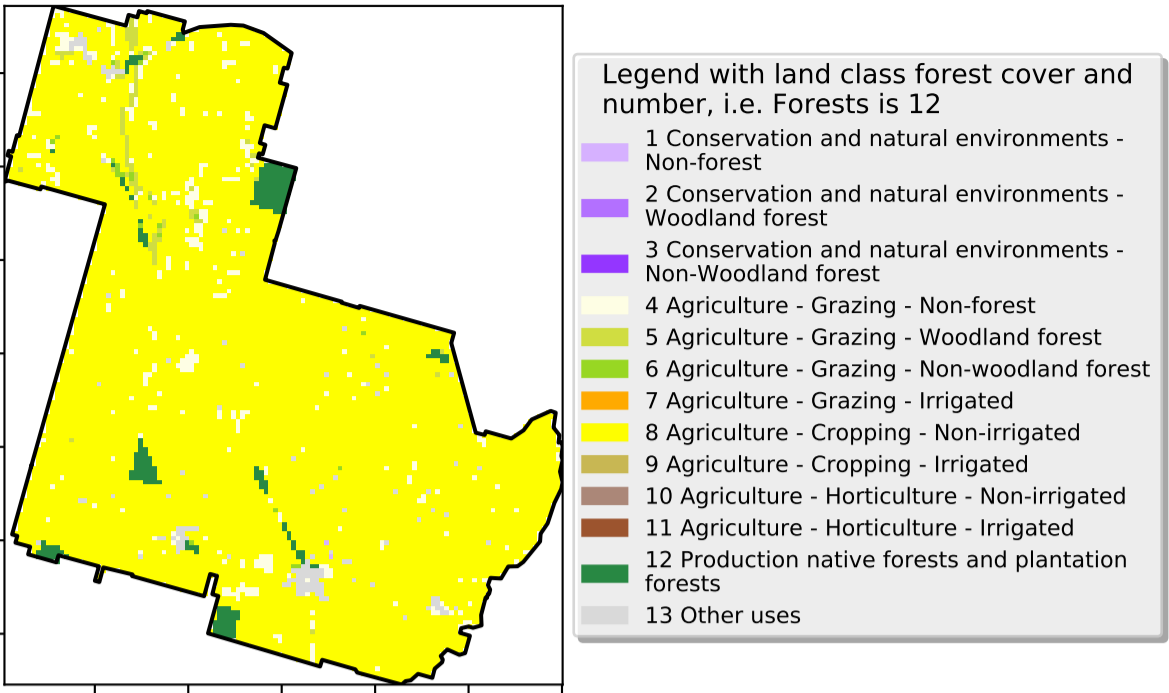 Legend with land class forest cover and
number, i.e. Forests is 12
1 Conservation and natural environments -
Non-forest
2 Conservation and natural environments -
Woodland forest
3 Conservation and natural environments -
Non-Woodland forest
4 Agriculture - Grazing - Non-forest
5 Agriculture - Grazing - Woodland forest
6 Agriculture - Grazing - Non-woodland forest
7 Agriculture - Grazing - Irrigated
8 Agriculture - Cropping - Non-irrigated
9 Agriculture - Cropping - Irrigated
10 Agriculture - Horticulture - Non-irrigated
11 Agriculture - Horticulture - Irrigated
12 Production native forests and plantation
forests
13 Other uses